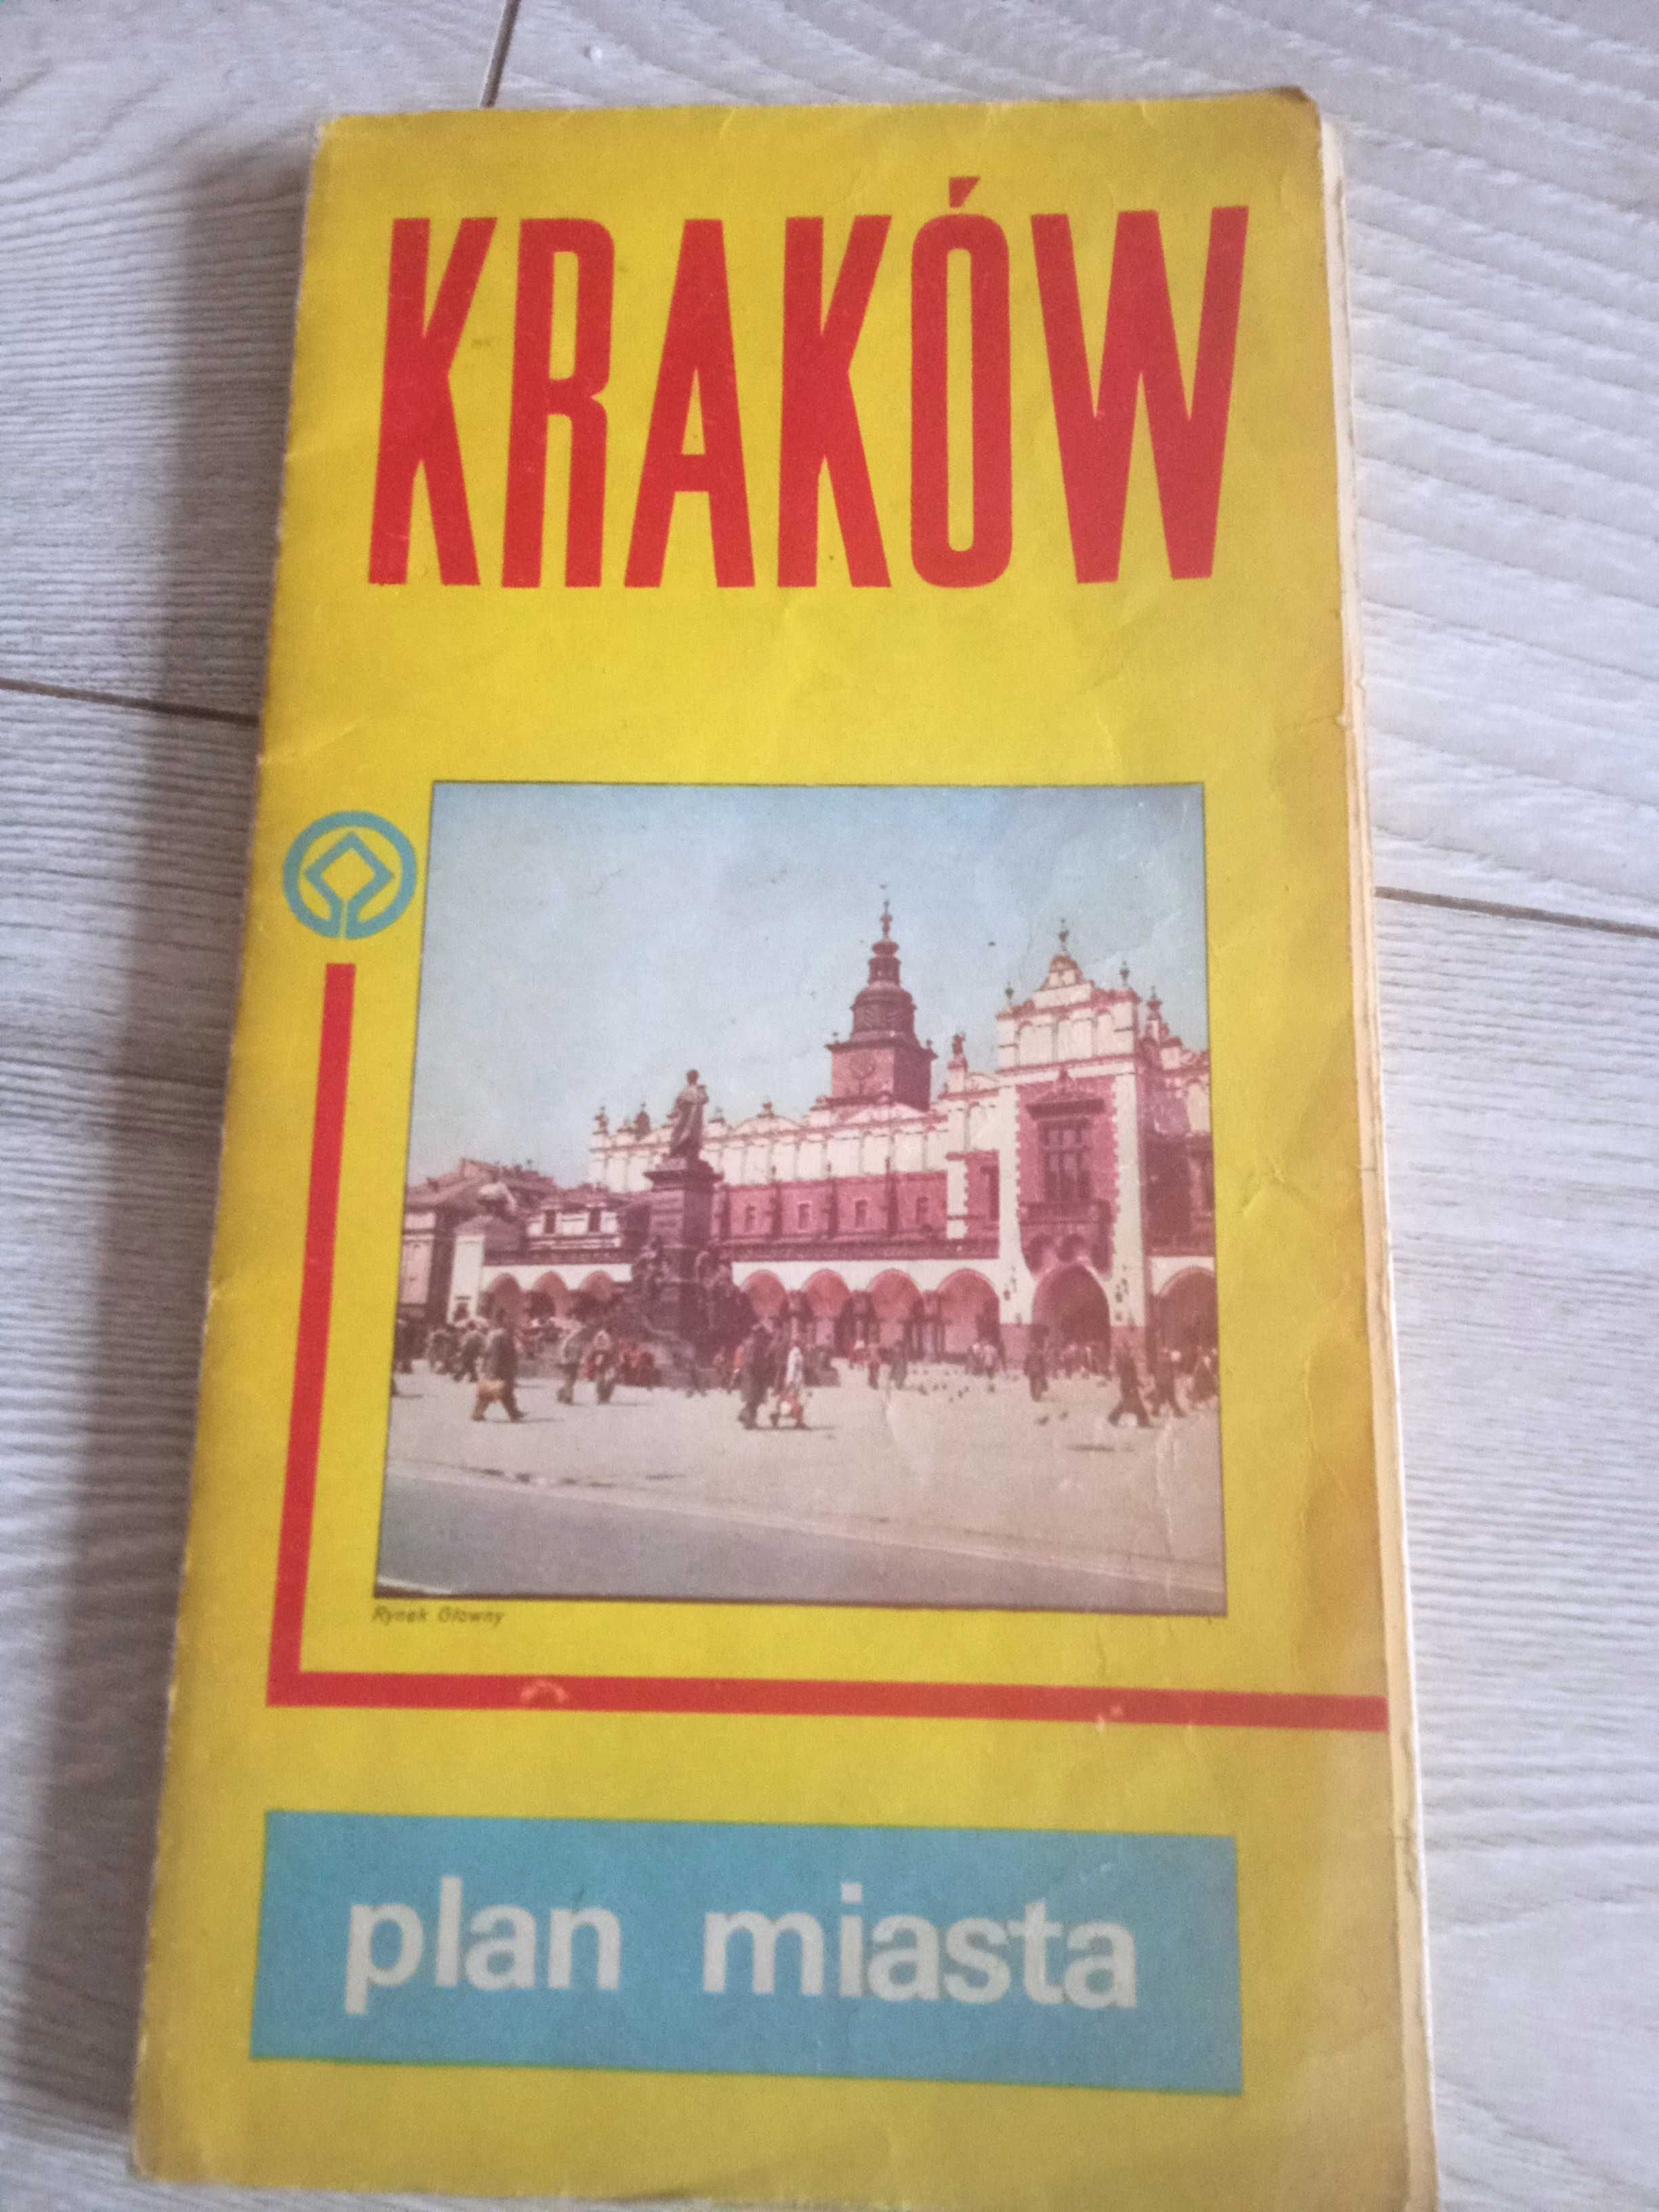 KRAKÓW
Rynek Główny
plan miasta